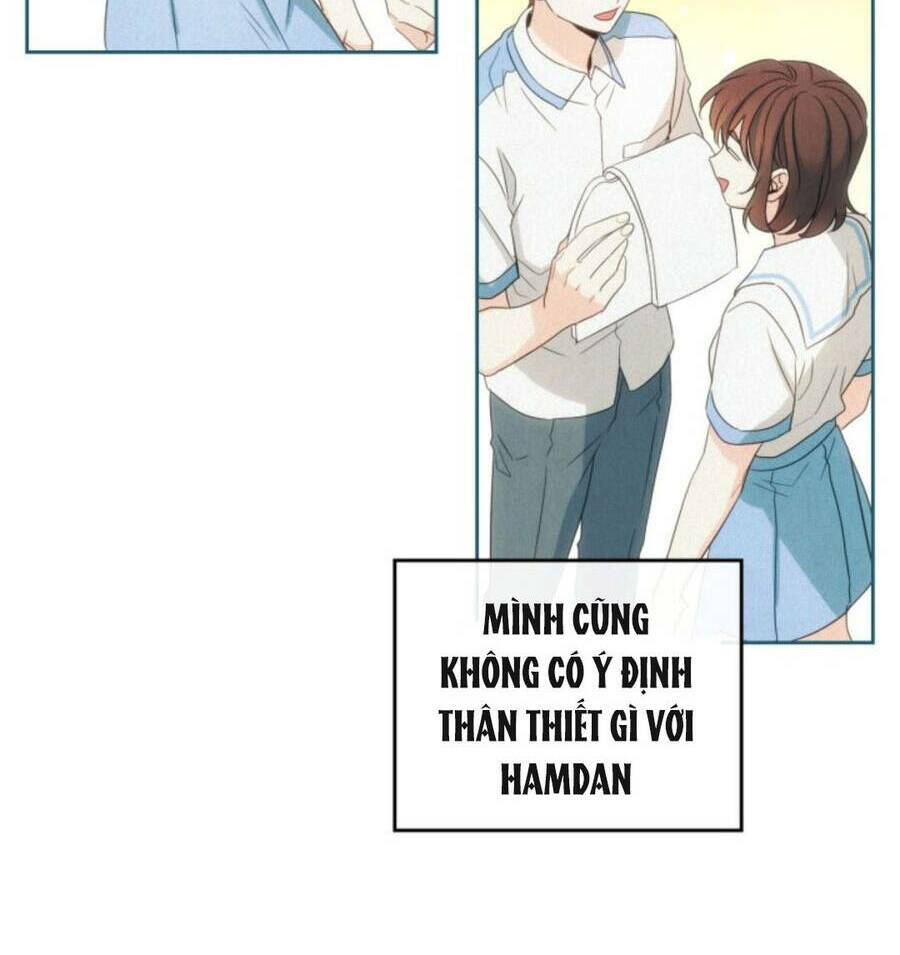 MÌNH CŨNG
KHÔNG CÓ Ý ĐỊNH
THÂN THIẾT GÌ VỚI
HAMDAN